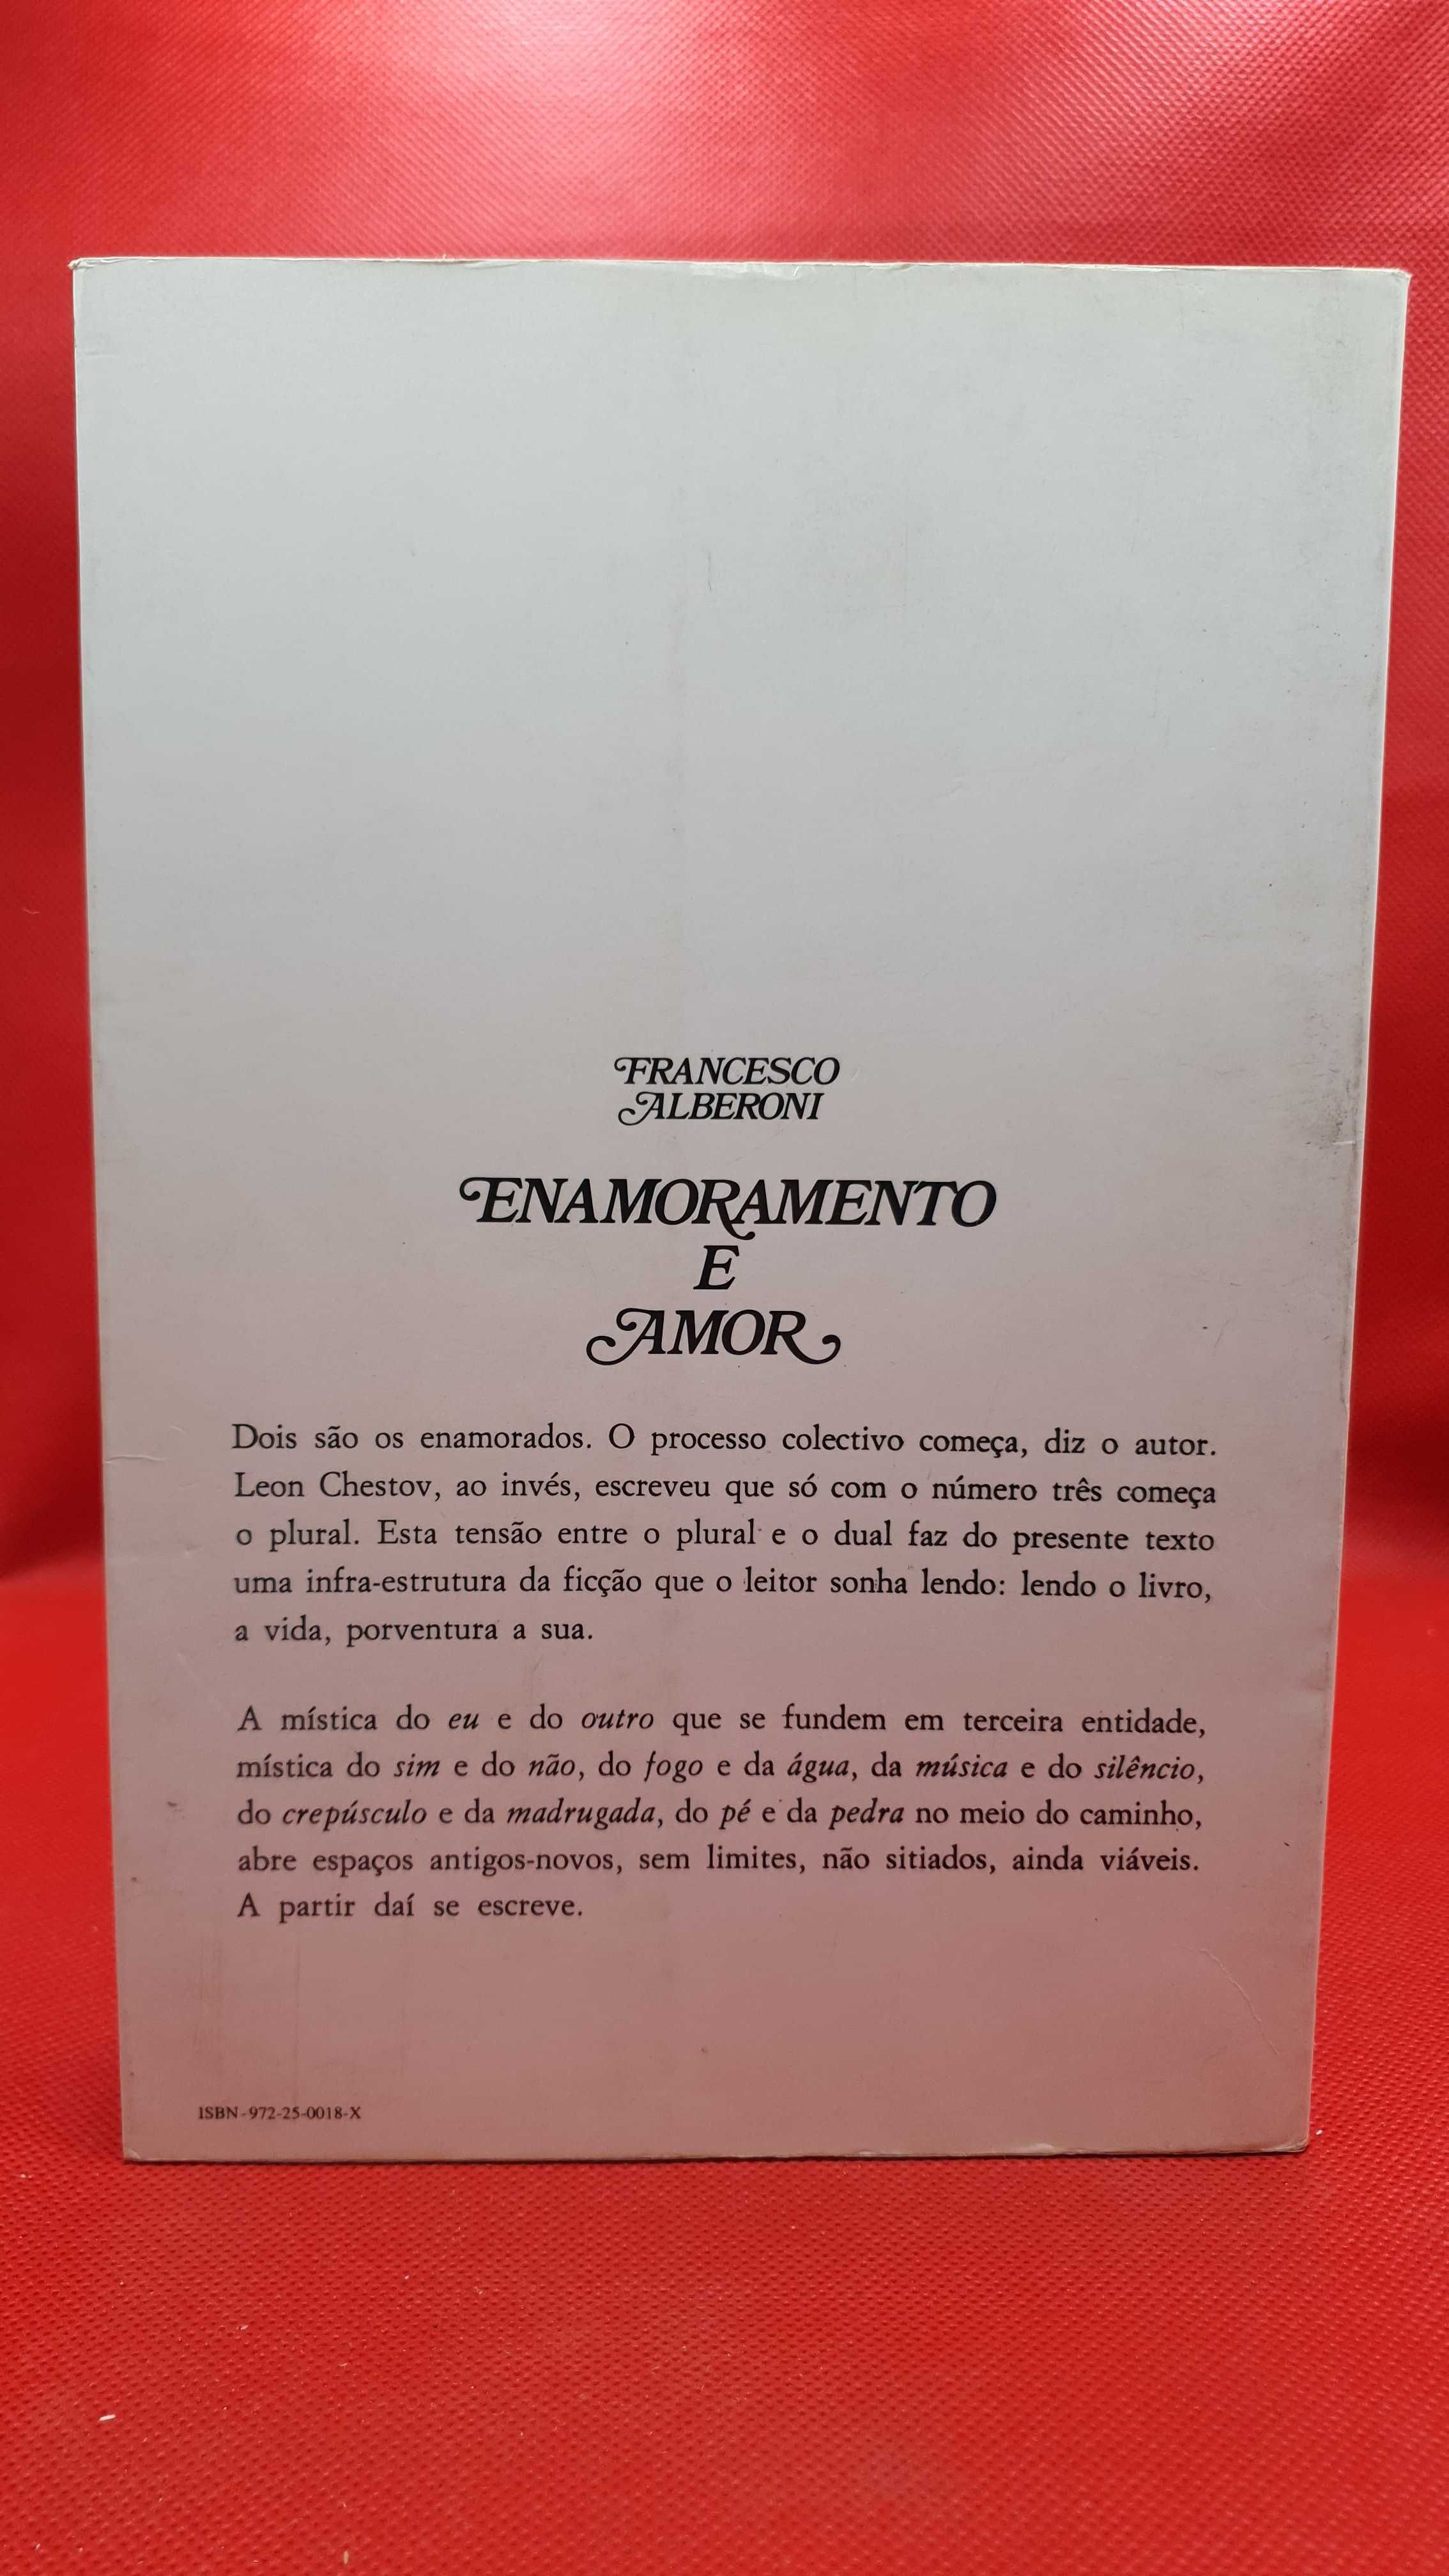 FRANCESCO
ALBERONI
ENAMORAMENTO
E
AMOR
Dois são os enamorados. O processo colectivo começa, diz o autor.
Leon Chestov, ao invés, escreveu que só com o número três começa
o plural. Esta tensão entre o plural e o dual faz do presente texto
uma infra-estrutura da ficção que o leitor sonha lendo: lendo o livro,
a vida, porventura a sua.
A mística do eu e do outro que se fundem em terceira entidade,
mística do sim e do não, do fogo e da água, da música e do silêncio,
do crepúsculo e da madrugada, do pé e da pedra no meio do caminho,
abre espaços antigos-novos, sem limites, não sitiados, ainda viáveis.
A partir daí se escreve.
ISBN-972-25-0018-X